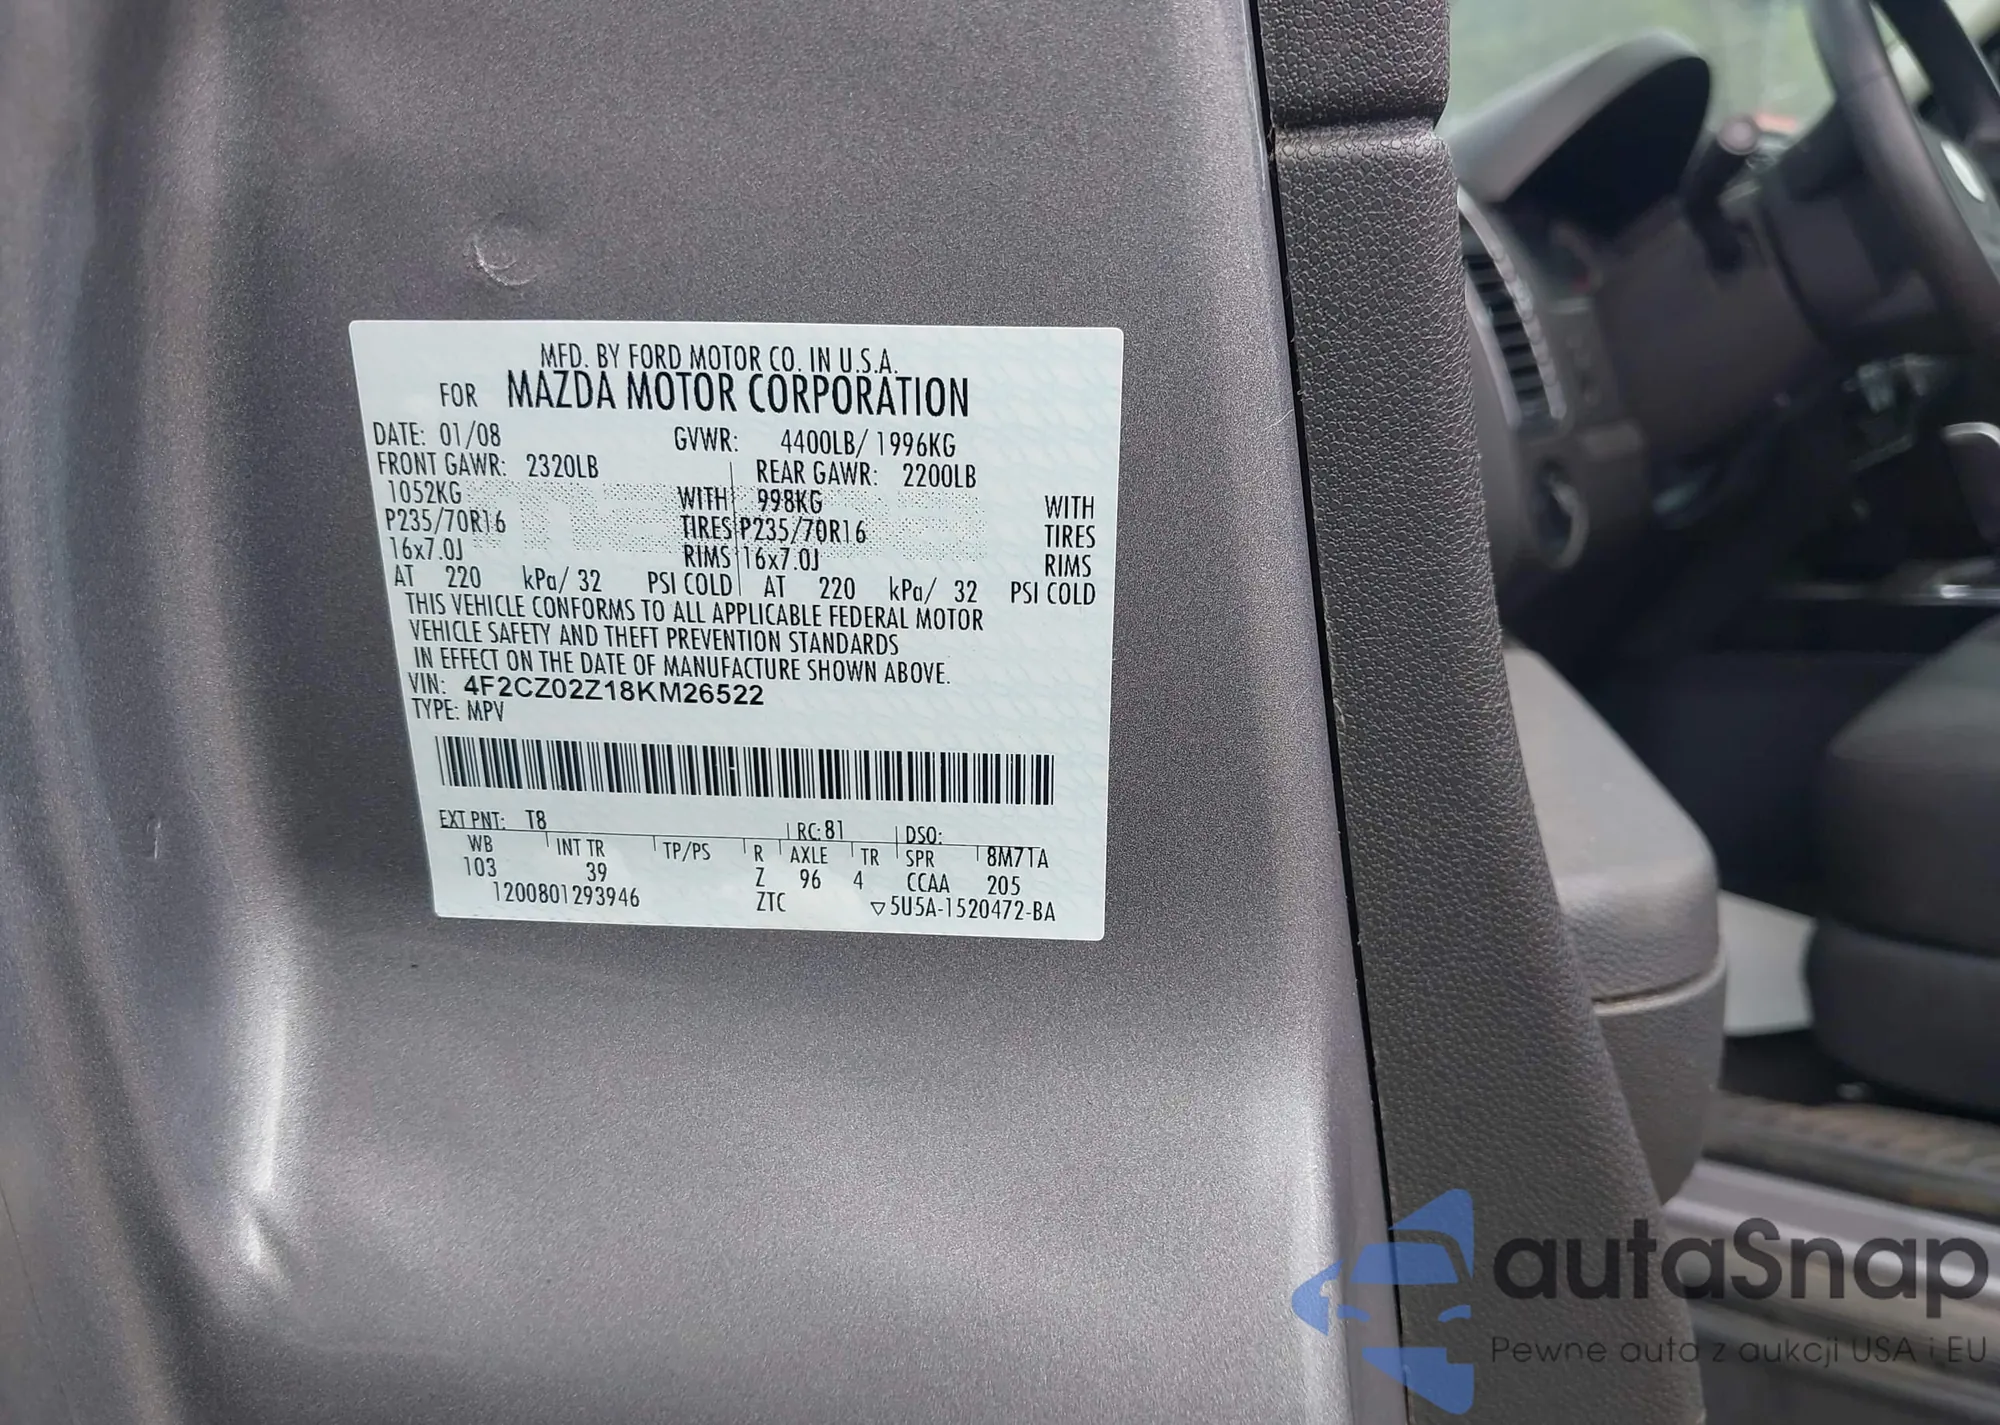 MFD. BY FORD MOTOR CO. IN U.S.A.
FOR MAZDA MOTOR CORPORATION
DATE: 01/08 GVWR: 4400LB/ 1996KG
FRONT GAWR: 2320LB REAR GAWR: 2200LB
1052KG WITH 998KG WITH
P235/70R16 TIRES P235/70R16 TIRES
16x7.0J RIMS 16x7.0J RIMS
AT 220 kPa/ 32 PSI COLD AT 220 kPa/ 32 PSI COLD
THIS VEHICLE CONFORMS TO ALL APPLICABLE FEDERAL MOTOR
VEHICLE SAFETY AND THEFT PREVENTION STANDARDS
IN EFFECT ON THE DATE OF MANUFACTURE SHOWN ABOVE.
VIN: 4F2CZ02Z18KM26522
TYPE: MPV
EXT PNT: T8 RC: 81 DSO:
WB INT TR TP/PS R AXLE TR SPR 8M71A
103 39 Z 96 4 CCAA 205
1200801293946 ZTC ▽5U5A-1520472-BA
autaSnap
Pewne auta z aukcji USA i EU